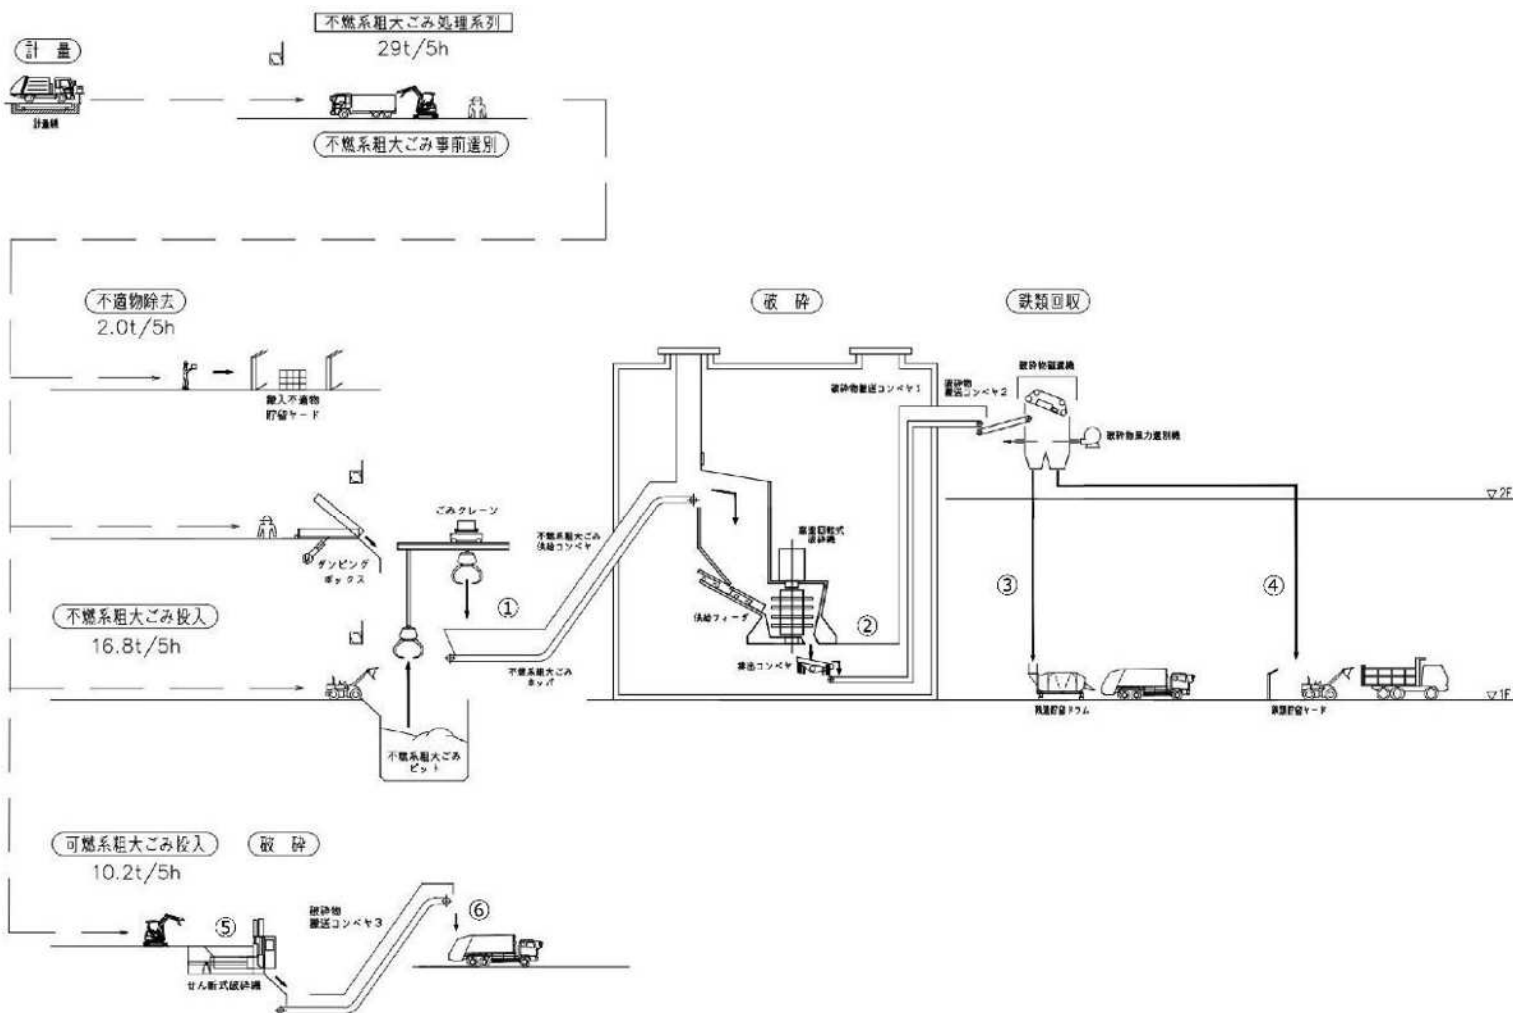 不燃系粗大ごみ処理系列
29t/5h
計 量
計量機
不燃系粗大ごみ事前選別
不適物除去
2.0t/5h
搬入不適物
貯留ヤード
破 砕
鉄類回収
破砕物磁選機
破砕物搬送コンベヤ1
破砕物
搬送コンベヤ2
破砕物風力選別機
▽2F
ごみクレーン
ダンピング
ボックス
不燃系粗大ごみ
供給コンベヤ
高速回転式
破砕機
不燃系粗大ごみ投入
16.8t/5h
①
②
③
④
供給フィーダ
排出コンベヤ
不燃系粗大ごみ
ホッパ
▽1F
残渣貯留ドラム
鉄類貯留ヤード
不燃系粗大ごみ
ピット
可燃系粗大ごみ投入
10.2t/5h
破 砕
破砕物
搬送コンベヤ3
⑤
⑥
せん断式破砕機